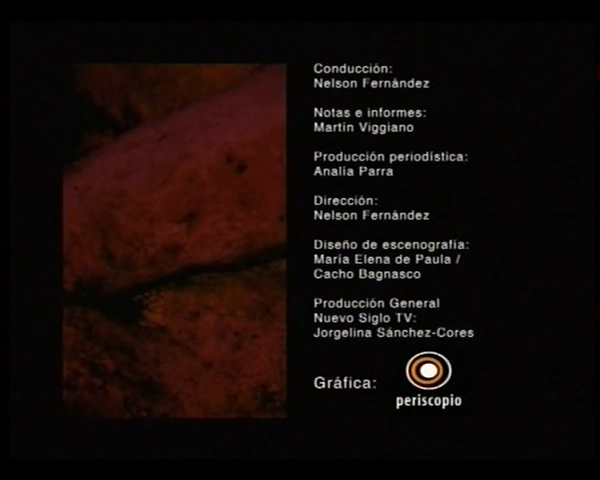 Conducción:
Nelson Fernández
Notas e informes:
Martín Viggiano
Producción periodística:
Analía Parra
Dirección:
Nelson Fernández
Diseño de escenografía:
María Elena de Paula /
Cacho Bagnasco
Producción General
Nuevo Siglo TV:
Jorgelina Sánchez-Cores
Gráfica:
periscopio